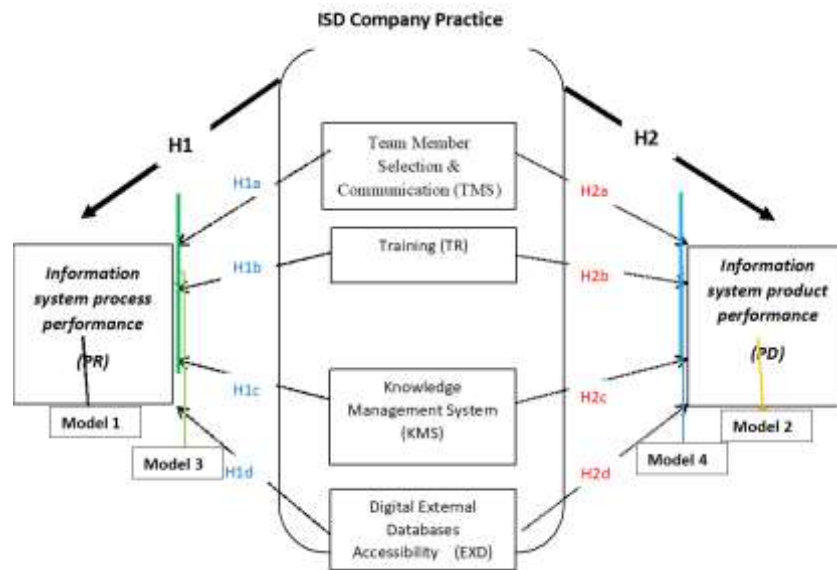 ISD Company Practice
H1
H2
Team Member
Selection &
Communication (TMS)
H1a
H2a
Training (TR)
H1b
H2b
Information
system process
performance
(PR)
Information
system product
performance
(PD)
Knowledge
Management System
(KMS)
H1c
H2c
Model 1
Model 2
Model 3
Model 4
H1d
H2d
Digital External
Databases
Accessibility (EXD)